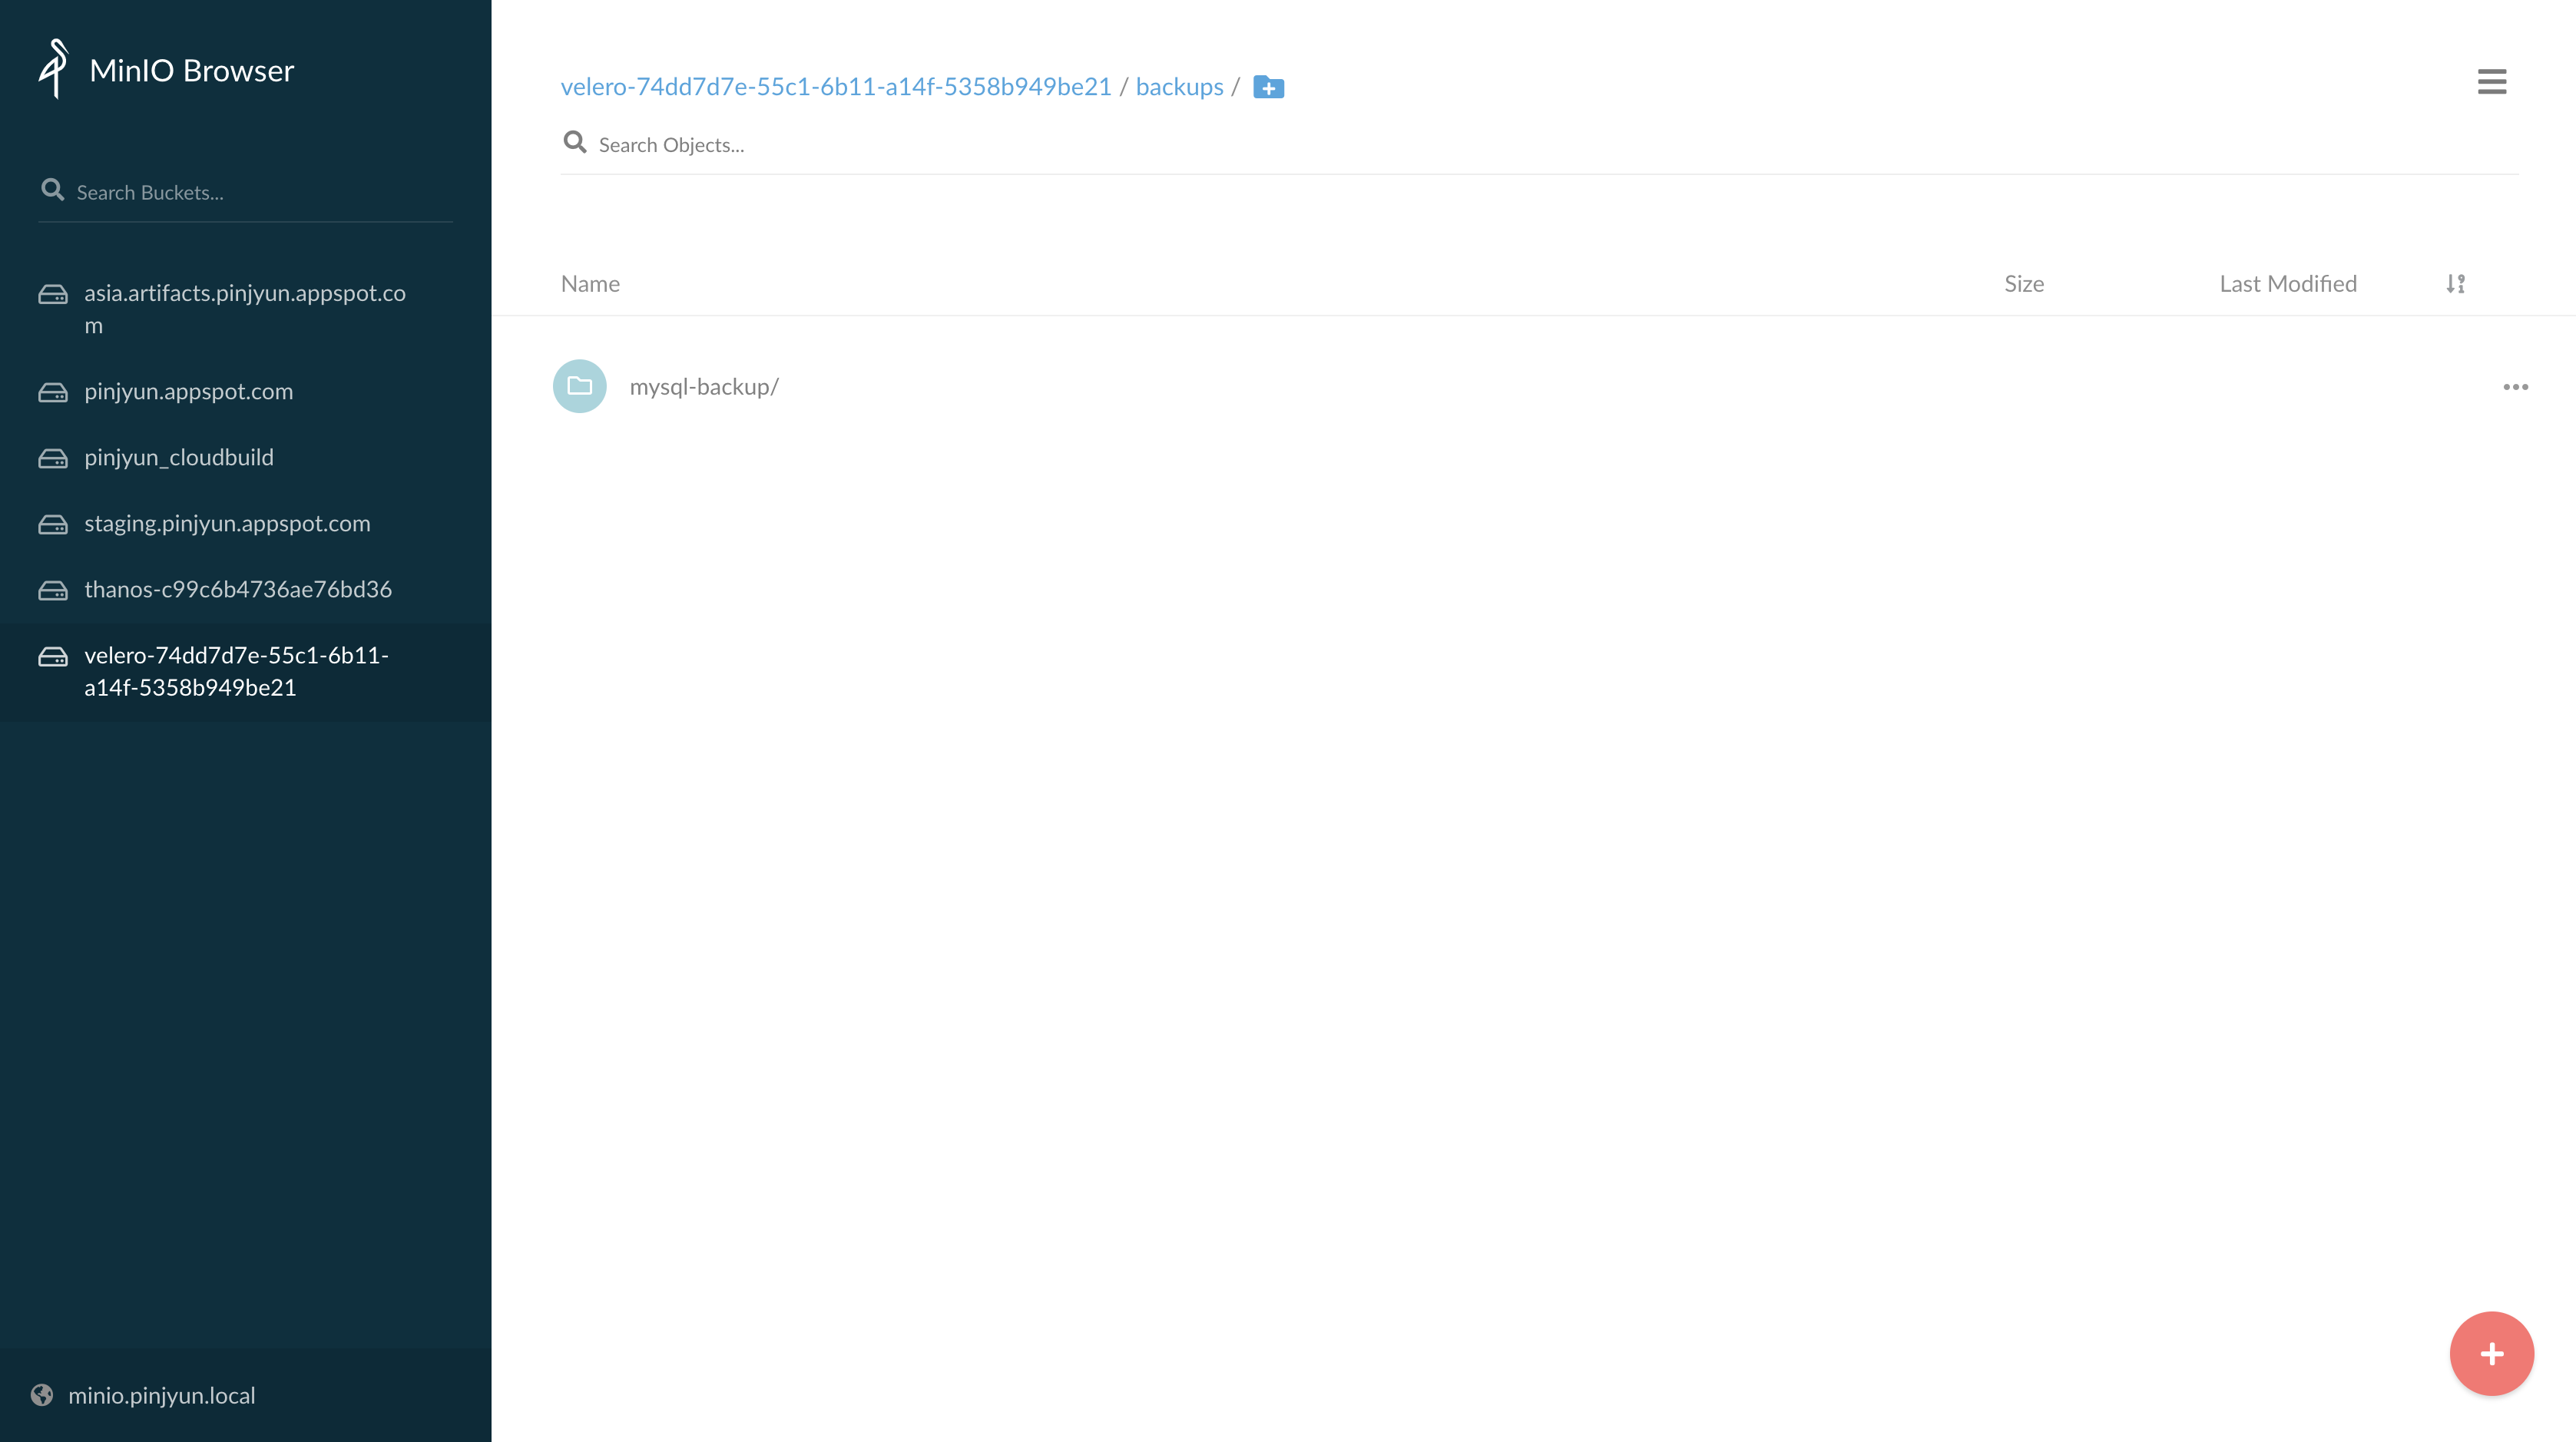 MinIO Browser
Search Buckets...
asia.artifacts.pinjyun.appspot.co
m
pinjyun.appspot.com
pinjyun_cloudbuild
staging.pinjyun.appspot.com
thanos-c99c6b4736ae76bd36
velero-74dd7d7e-55c1-6b11-
a14f-5358b949be21
minio.pinjyun.local
velero-74dd7d7e-55c1-6b11-a14f-5358b949be21 / backups /
Search Objects...
Name Size Last Modified
mysql-backup/